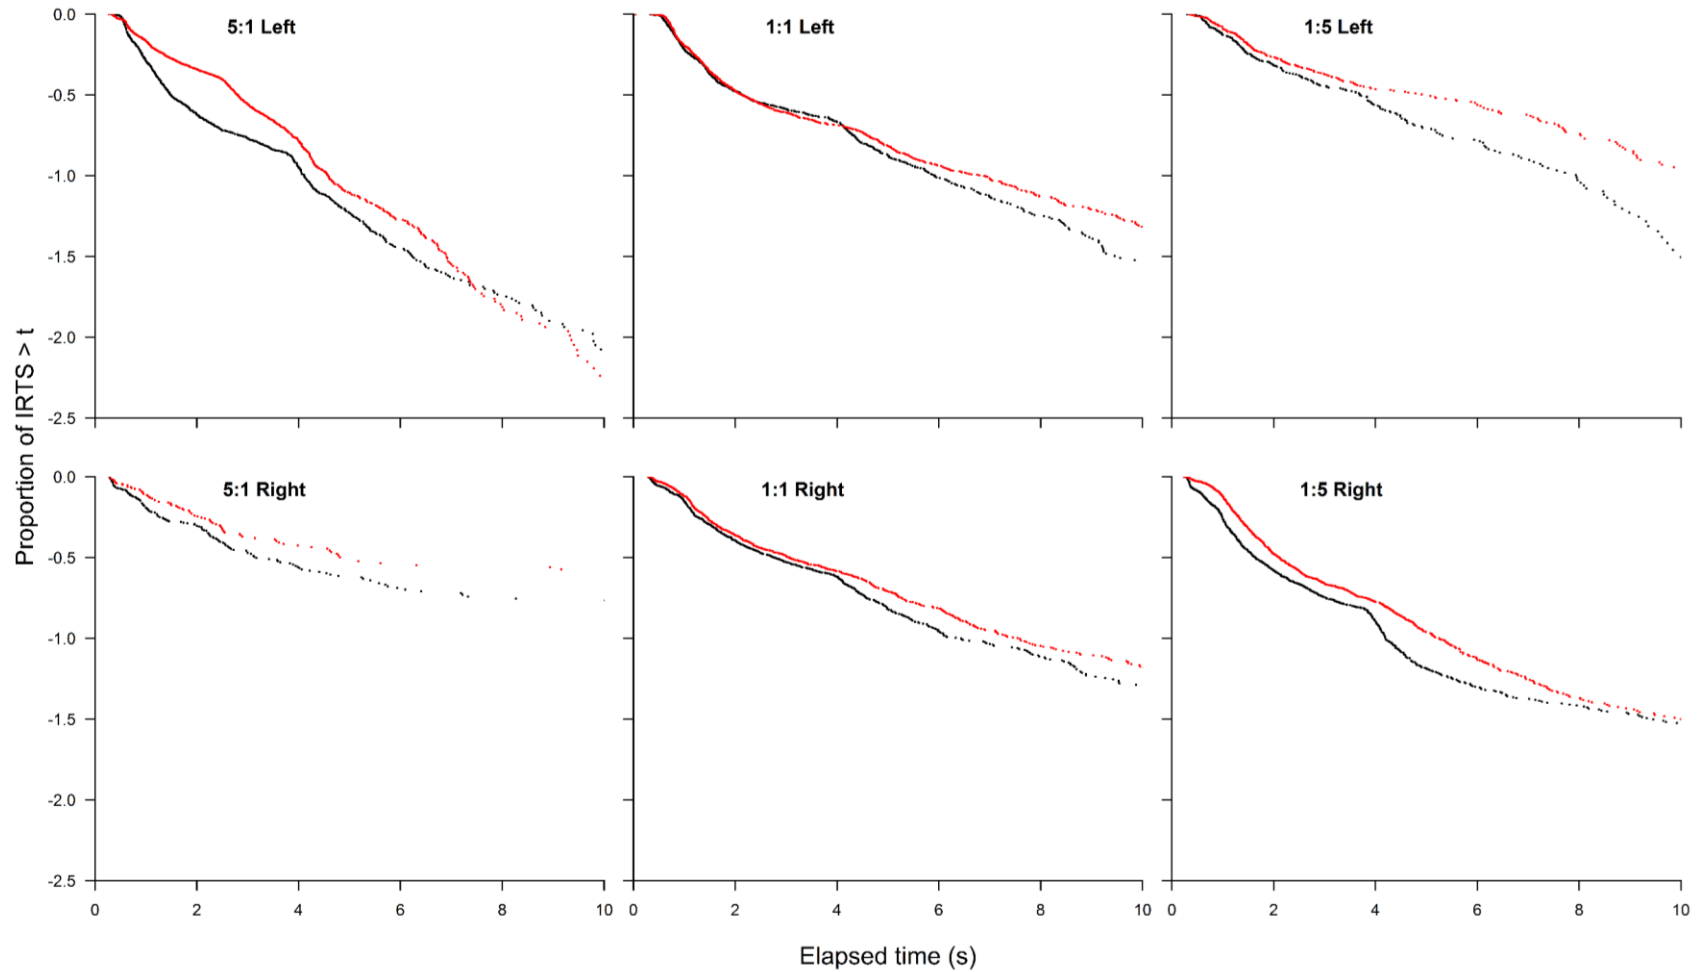 5:1 Left
1:1 Left
1:5 Left
0.0
-0.5
-1.0
-1.5
-2.0
-2.5
Proportion of IRTS > t
5:1 Right
1:1 Right
1:5 Right
0.0
-0.5
-1.0
-1.5
-2.0
-2.5
0 2 4 6 8 10
0 2 4 6 8 10
0 2 4 6 8 10
Elapsed time (s)